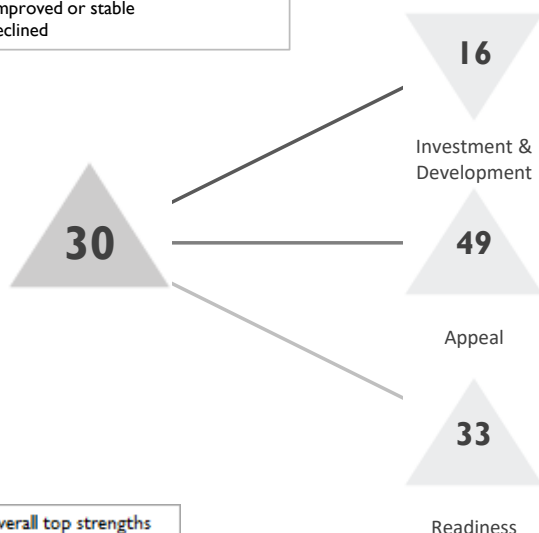 mproved or stable
eclined
16
Investment &
Development
30
49
Appeal
33
verall top strengths
Readiness